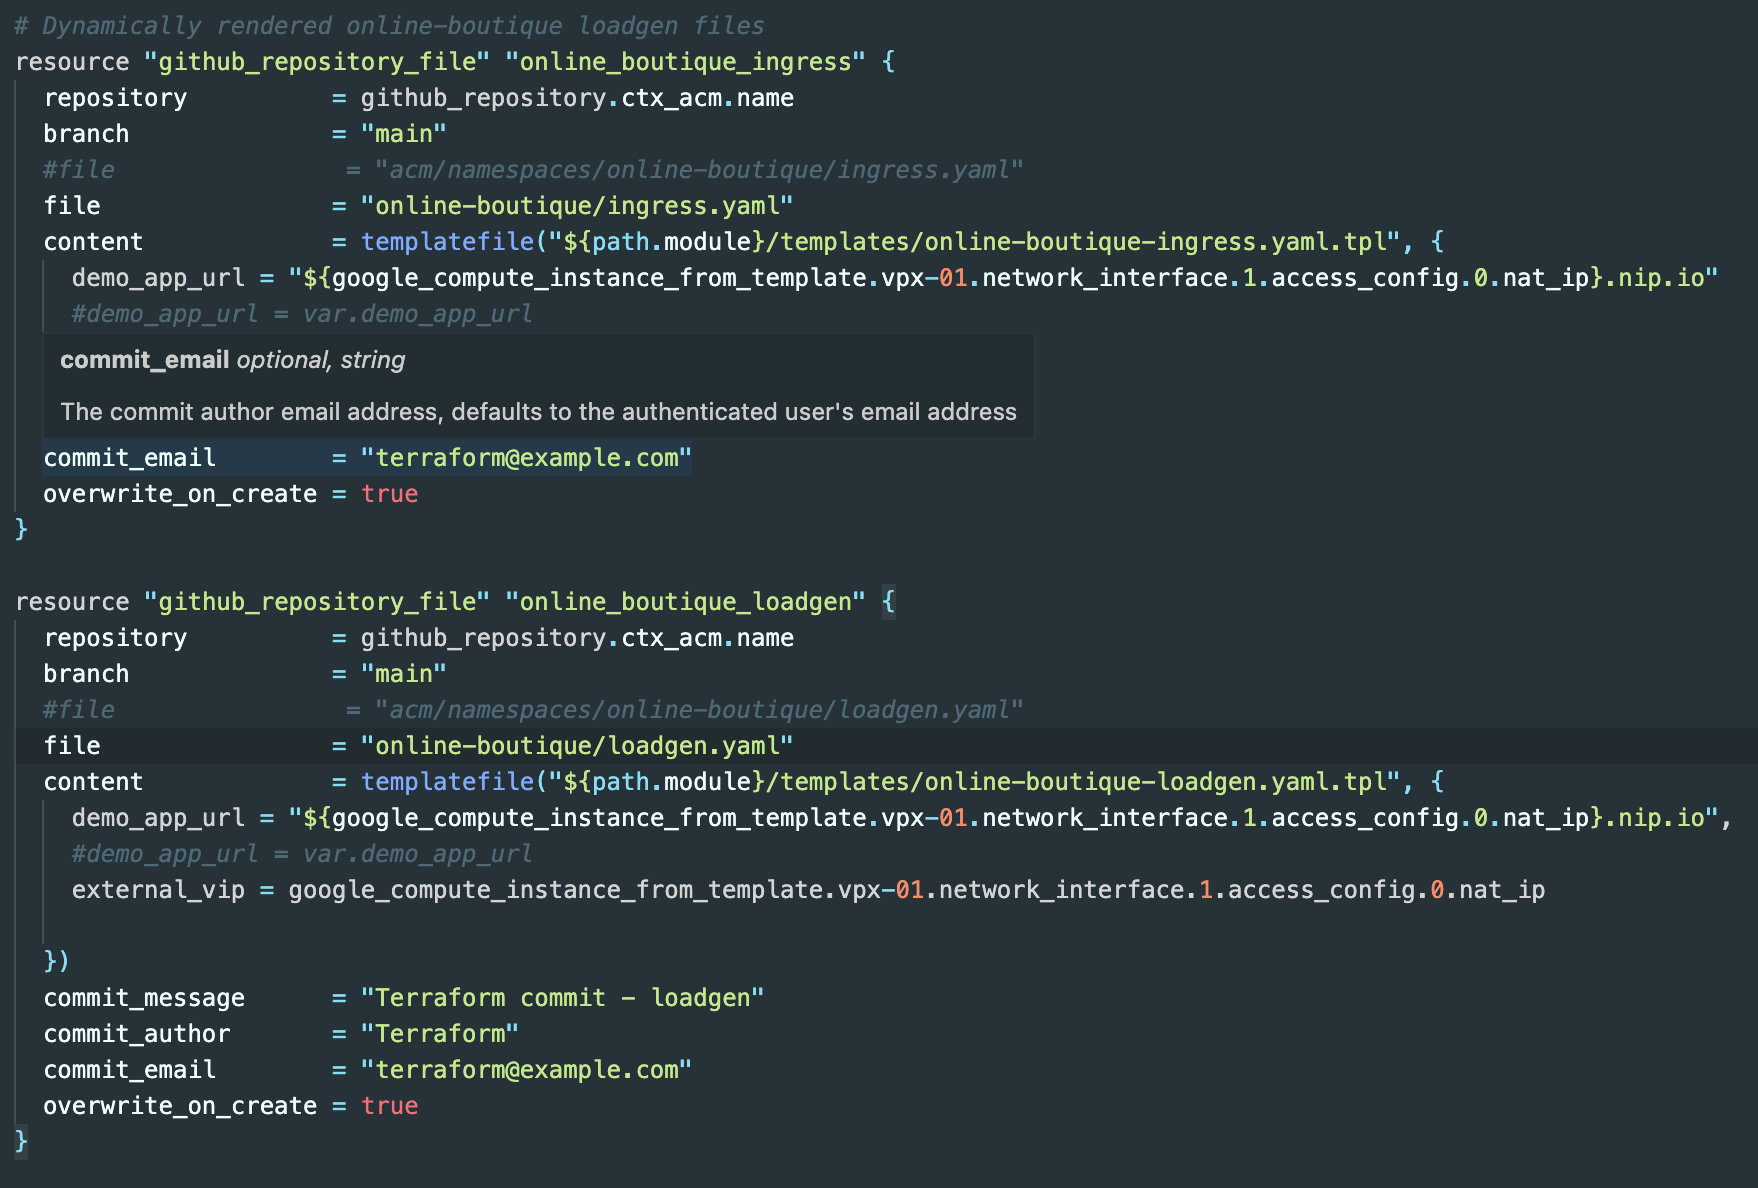 # Dynamically rendered online-boutique loadgen files
resource "github_repository_file" "online_boutique_ingress" {
  repository          = github_repository.ctx_acm.name
  branch              = "main"
  #file                = "acm/namespaces/online-boutique/ingress.yaml"
  file                = "online-boutique/ingress.yaml"
  content             = templatefile("${path.module}/templates/online-boutique-ingress.yaml.tpl", {
    demo_app_url = "${google_compute_instance_from_template.vpx-01.network_interface.1.access_config.0.nat_ip}.nip.io"
    #demo_app_url = var.demo_app_url
commit_email optional, string
The commit author email address, defaults to the authenticated user's email address
  commit_email        = "terraform@example.com"
  overwrite_on_create = true
}
resource "github_repository_file" "online_boutique_loadgen" {
  repository          = github_repository.ctx_acm.name
  branch              = "main"
  #file                = "acm/namespaces/online-boutique/loadgen.yaml"
  file                = "online-boutique/loadgen.yaml"
  content             = templatefile("${path.module}/templates/online-boutique-loadgen.yaml.tpl", {
    demo_app_url = "${google_compute_instance_from_template.vpx-01.network_interface.1.access_config.0.nat_ip}.nip.io",
    #demo_app_url = var.demo_app_url
    external_vip = google_compute_instance_from_template.vpx-01.network_interface.1.access_config.0.nat_ip
  })
  commit_message      = "Terraform commit - loadgen"
  commit_author       = "Terraform"
  commit_email        = "terraform@example.com"
  overwrite_on_create = true
}